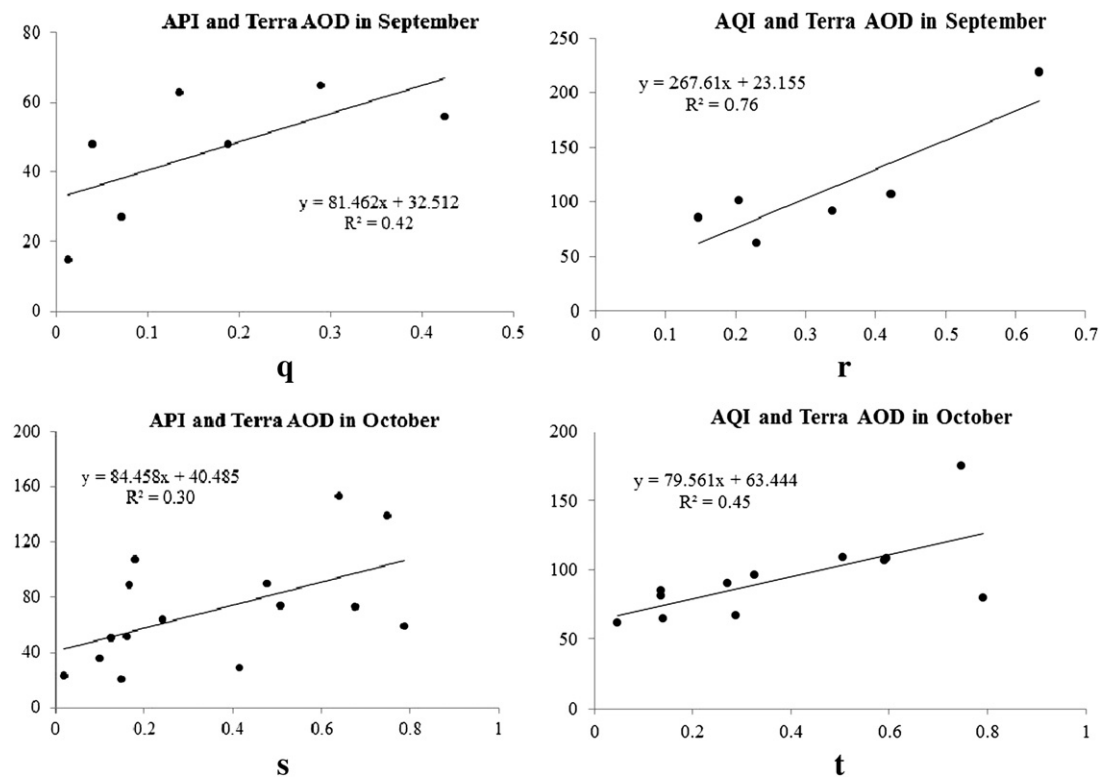 API and Terra AOD in September
80
60
40
20
0
y = 81.462x + 32.512
R² = 0.42
0 0.1 0.2 0.3 0.4 0.5
q
AQI and Terra AOD in September
250
200
150
100
50
0
y = 267.61x + 23.155
R² = 0.76
0 0.1 0.2 0.3 0.4 0.5 0.6 0.7
r
API and Terra AOD in October
200
160
120
80
40
0
y = 84.458x + 40.485
R² = 0.30
0 0.2 0.4 0.6 0.8 1
s
AQI and Terra AOD in October
200
150
100
50
0
y = 79.561x + 63.444
R² = 0.45
0 0.2 0.4 0.6 0.8 1
t